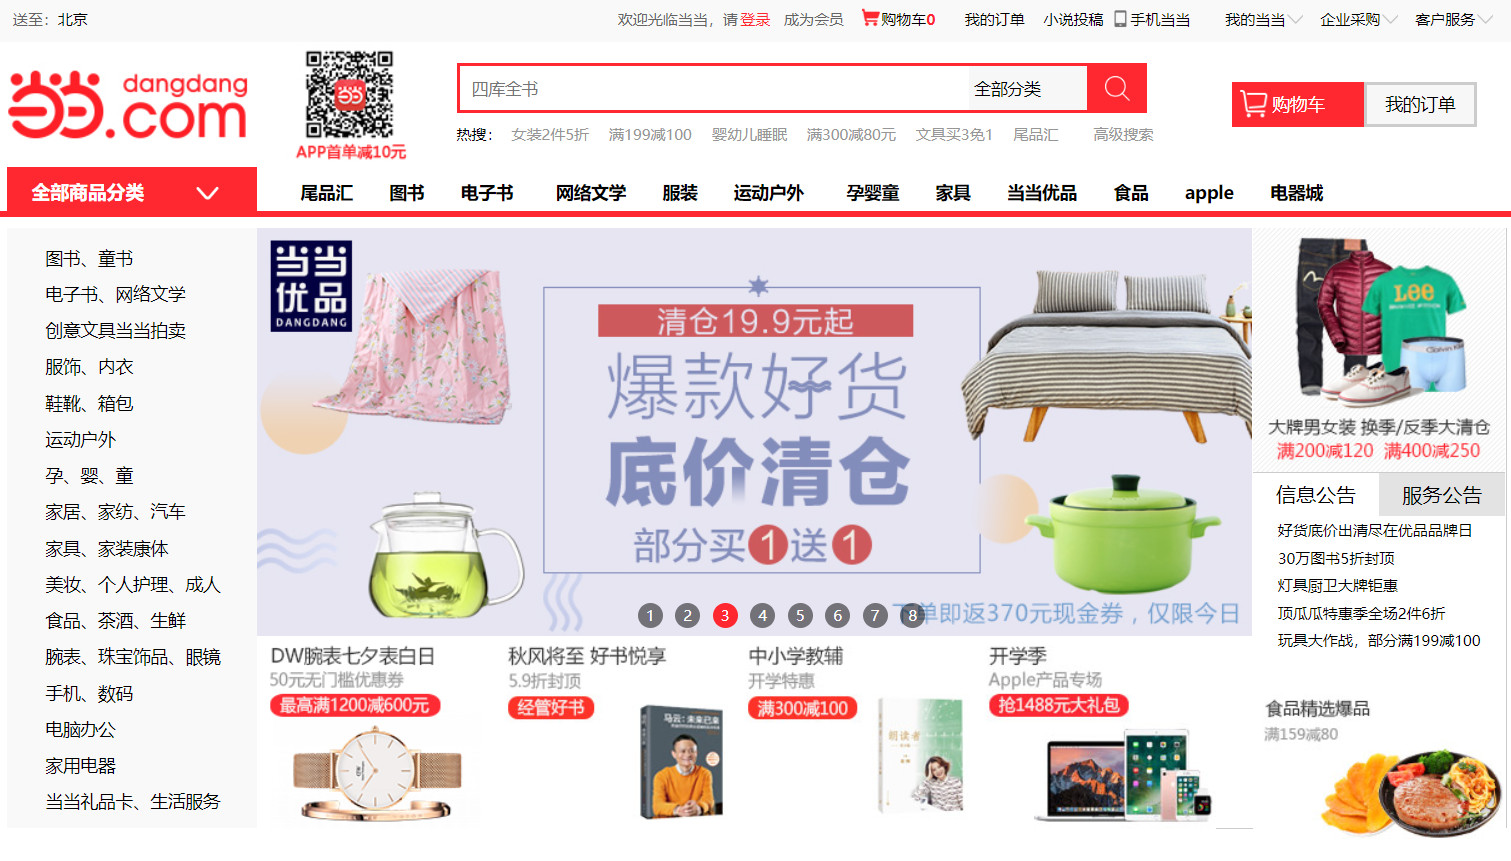 送至：北京
欢迎光临当当，请登录 成为会员 购物车0 我的订单 小说投稿 手机当当 我的当当 企业采购 客户服务
当当 dangdang
.com
APP首单减10元
四库全书 全部分类
购物车 我的订单
热搜： 女装2件5折 满199减100 婴幼儿睡眠 满300减80元 文具买3免1 尾品汇 高级搜索
全部商品分类 尾品汇 图书 电子书 网络文学 服装 运动户外 孕婴童 家具 当当优品 食品 apple 电器城
图书、童书
电子书、网络文学
创意文具当当拍卖
服饰、内衣
鞋靴、箱包
运动户外
孕、婴、童
家居、家纺、汽车
家具、家装康体
美妆、个人护理、成人
食品、茶酒、生鲜
腕表、珠宝饰品、眼镜
手机、数码
电脑办公
家用电器
当当礼品卡、生活服务
当当
优品
DANGDANG
清仓19.9元起
爆款好货
底价清仓
部分买1送1
单即返370元现金券，仅限今日
1 2 3 4 5 6 7 8
Lee
大牌男女装 换季/反季大清仓
满200减120 满400减250
信息公告 服务公告
好货底价出清尽在优品品牌日
30万图书5折封顶
灯具厨卫大牌钜惠
顶瓜瓜特惠季全场2件6折
玩具大作战，部分满199减100
DW腕表七夕表白日
50元无门槛优惠券
最高满1200减600元
秋风将至 好书悦享
5.9折封顶
经管好书
马云：未来已来
中小学教辅
开学特惠
满300减100
朗读者
开学季
Apple产品专场
抢1488元大礼包
食品精选爆品
满159减80